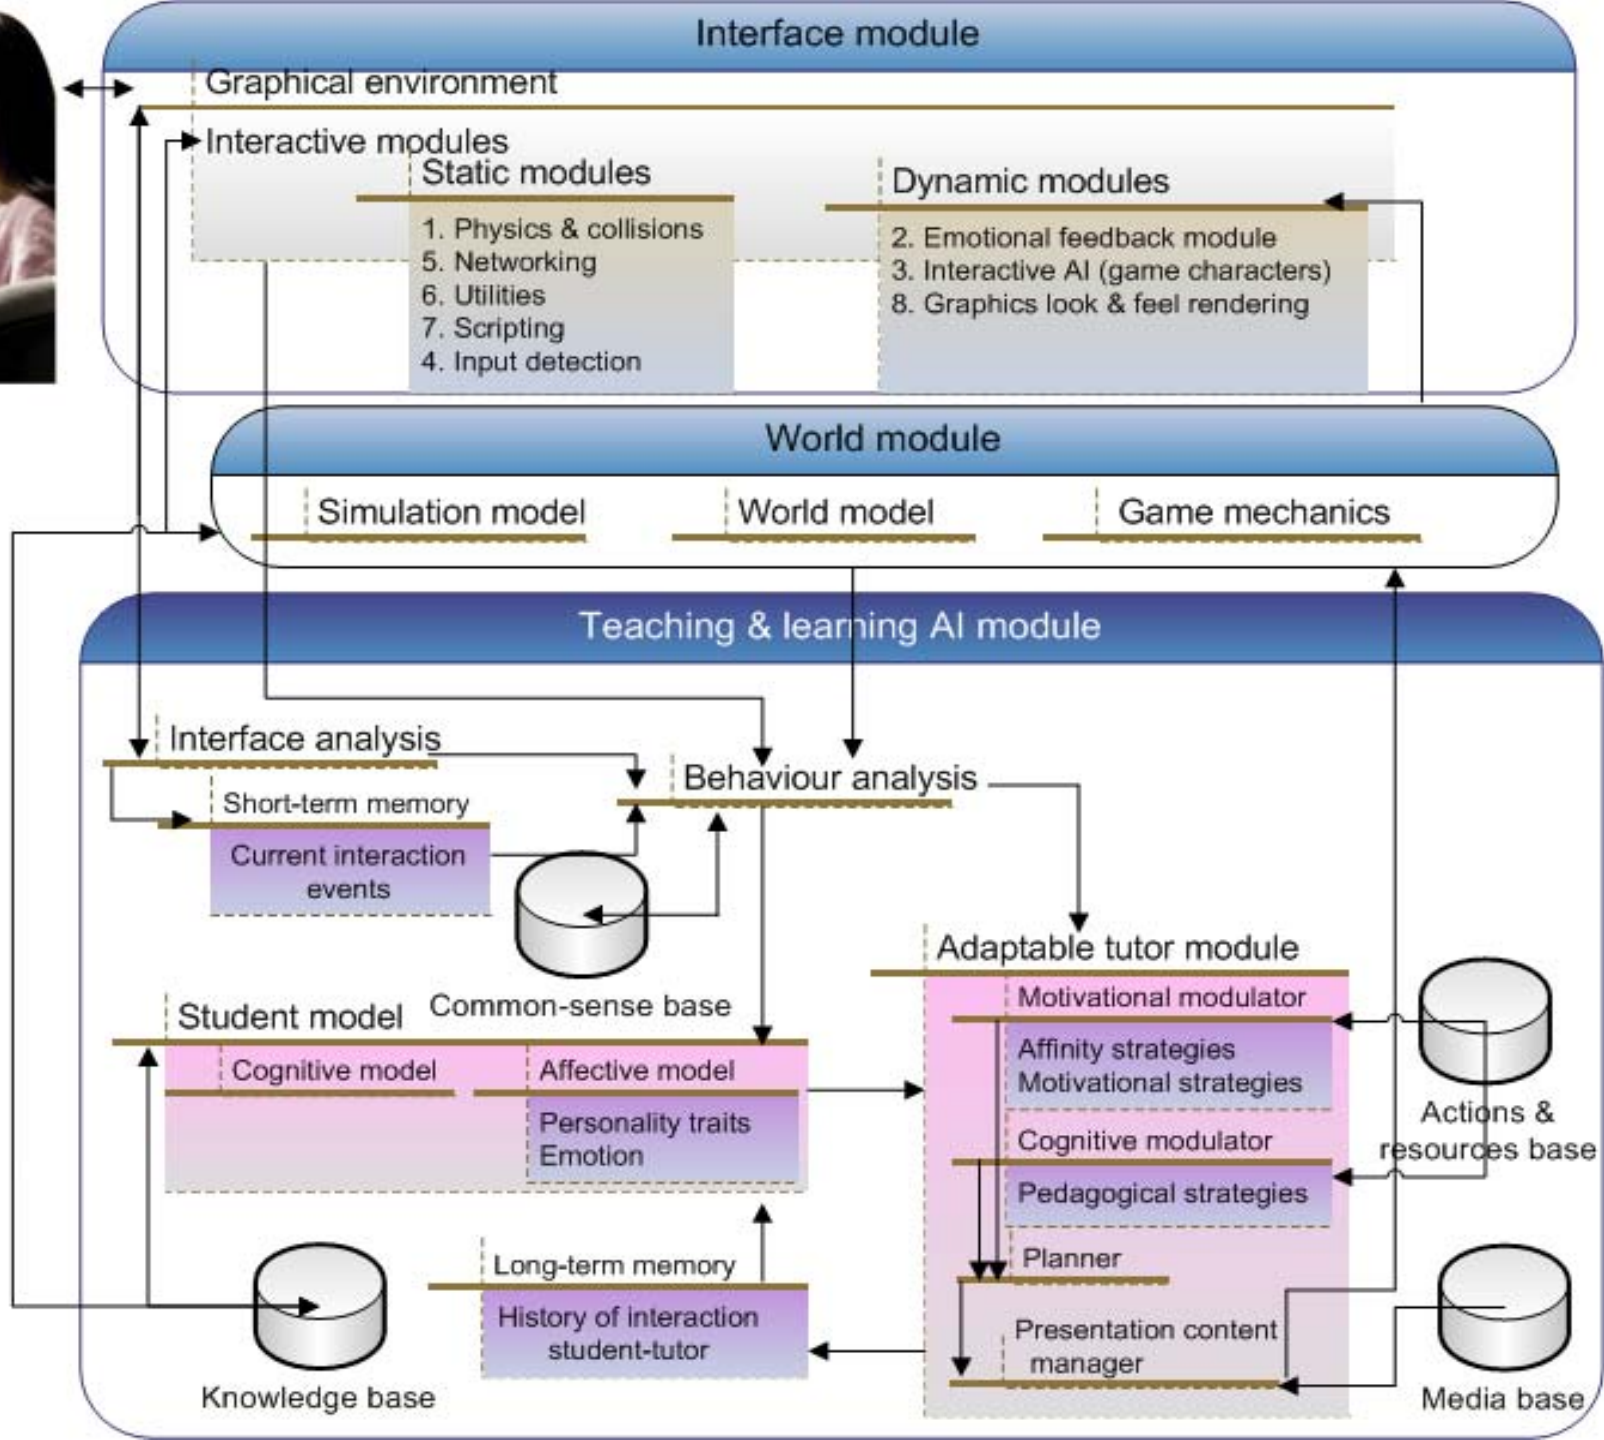 Interface module
Graphical environment
Interactive modules
Static modules
1. Physics & collisions
5. Networking
6. Utilities
7. Scripting
4. Input detection
Dynamic modules
2. Emotional feedback module
3. Interactive AI (game characters)
8. Graphics look & feel rendering
World module
Simulation model
World model
Game mechanics
Teaching & learning AI module
Interface analysis
Short-term memory
Current interaction
events
Behaviour analysis
Common-sense base
Student model
Cognitive model
Affective model
Personality traits
Emotion
Long-term memory
History of interaction
student-tutor
Knowledge base
Adaptable tutor module
Motivational modulator
Affinity strategies
Motivational strategies
Cognitive modulator
Pedagogical strategies
Planner
Presentation content
manager
Actions &
resources base
Media base